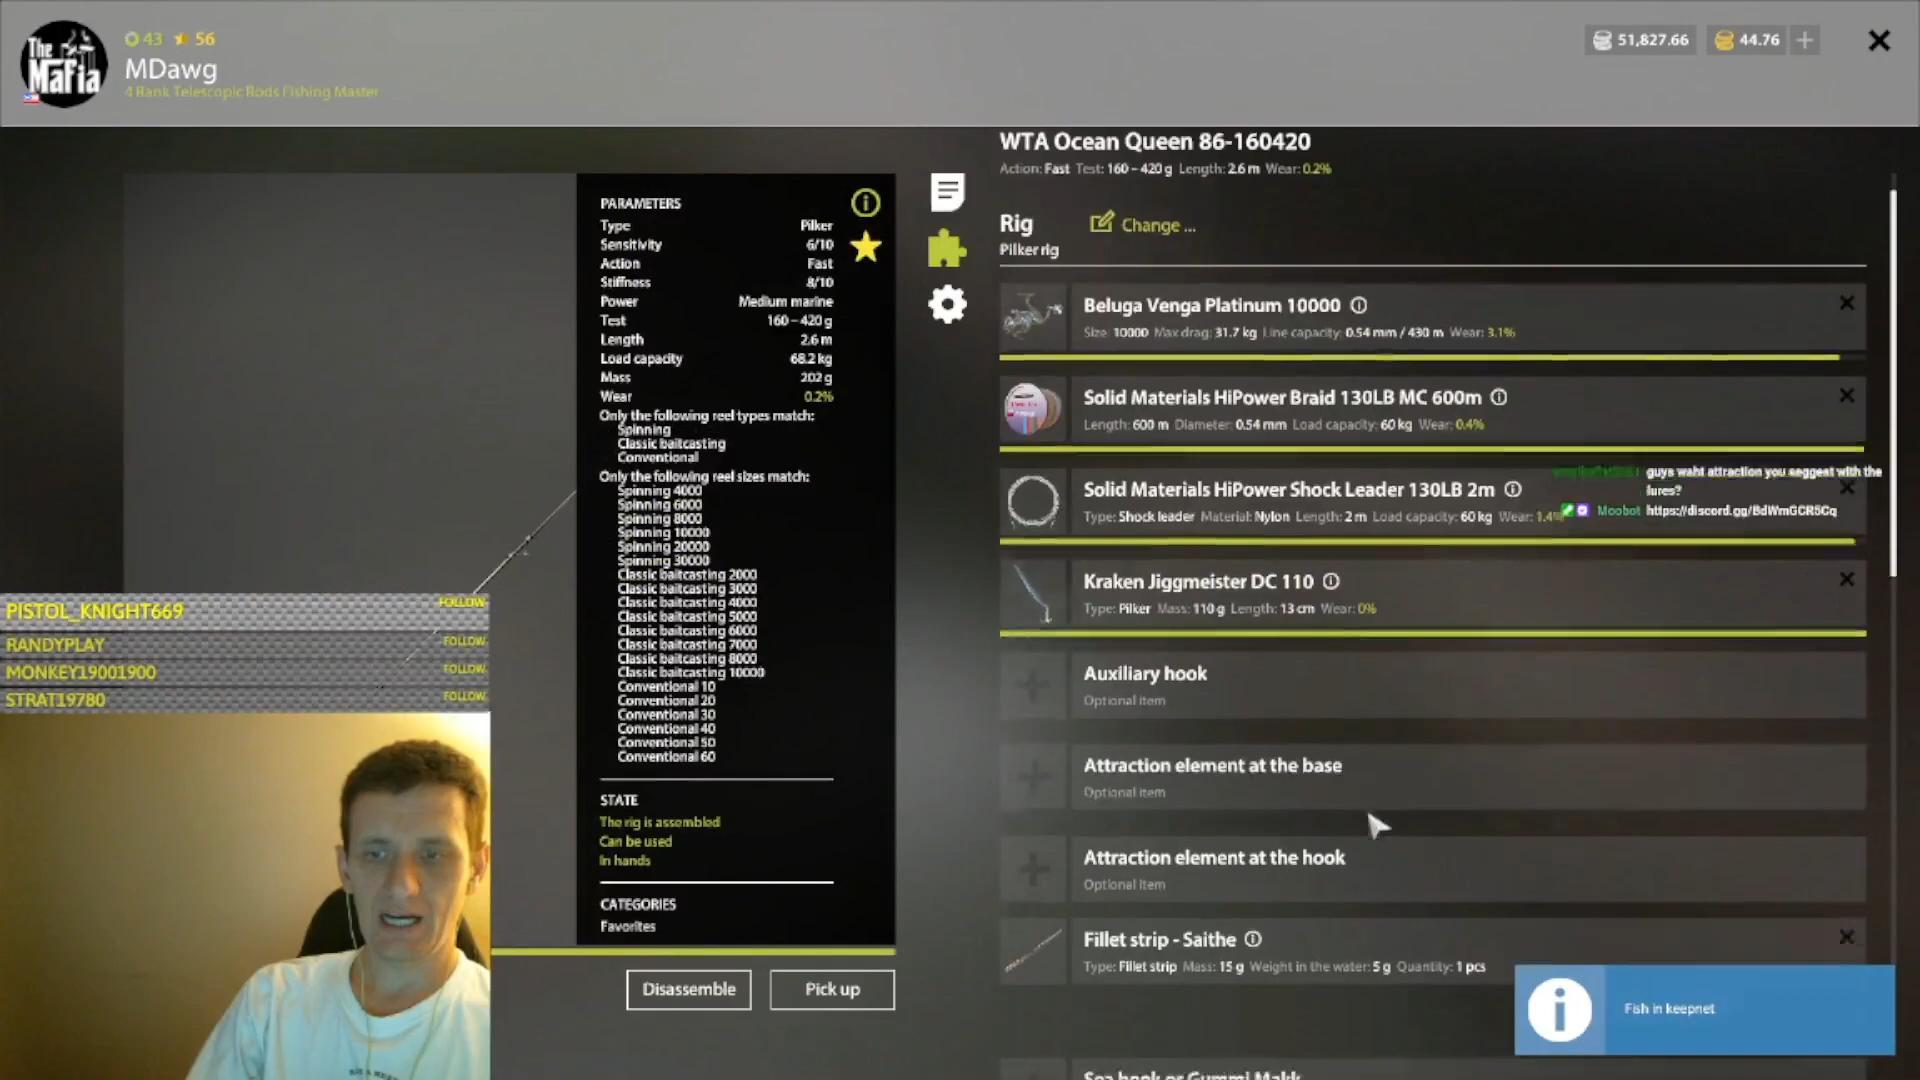 The Mafia
43 56
MDawg
4 Rank Telescopic Rods Fishing Master
51,827.66 44.76
PARAMETERS
Type Pilker
Sensitivity 6/10
Action Fast
Stiffness 8/10
Power Medium marine
Test 160 – 420 g
Length 2.6 m
Load capacity 68.2 kg
Mass 202 g
Wear 0.2%
Only the following reel types match:
Spinning
Classic baitcasting
Conventional
Only the following reel sizes match:
Spinning 4000
Spinning 6000
Spinning 8000
Spinning 10000
Spinning 20000
Spinning 30000
Classic baitcasting 2000
Classic baitcasting 3000
Classic baitcasting 4000
Classic baitcasting 5000
Classic baitcasting 6000
Classic baitcasting 7000
Classic baitcasting 8000
Classic baitcasting 10000
Conventional 10
Conventional 20
Conventional 30
Conventional 40
Conventional 50
Conventional 60
STATE
The rig is assembled
Can be used
In hands
CATEGORIES
Favorites
Disassemble Pick up
WTA Ocean Queen 86-160420
Action: Fast Test: 160 – 420 g Length: 2.6 m Wear: 0.2%
Rig Change ...
Pilker rig
Beluga Venga Platinum 10000
Size: 10000 Max drag: 31.7 kg Line capacity: 0.54 mm / 430 m Wear: 3.1%
Solid Materials HiPower Braid 130LB MC 600m
Length: 600 m Diameter: 0.54 mm Load capacity: 60 kg Wear: 0.4%
guys waht attraction you seggest with the
lures?
Solid Materials HiPower Shock Leader 130LB 2m
Type: Shock leader Material: Nylon Length: 2 m Load capacity: 60 kg Wear: 1.4%
Moobot https://discord.gg/BdWmGCR5Cq
Kraken Jiggmeister DC 110
Type: Pilker Mass: 110 g Length: 13 cm Wear: 0%
Auxiliary hook
Optional item
Attraction element at the base
Optional item
Attraction element at the hook
Optional item
Fillet strip - Saithe
Type: Fillet strip Mass: 15 g Weight in the water: 5 g Quantity: 1 pcs
Fish in keepnet
Sea hook or Gummi Makk
PISTOL_KNIGHT669 FOLLOW
RANDYPLAY FOLLOW
MONKEY19001900 FOLLOW
STRAT19780 FOLLOW